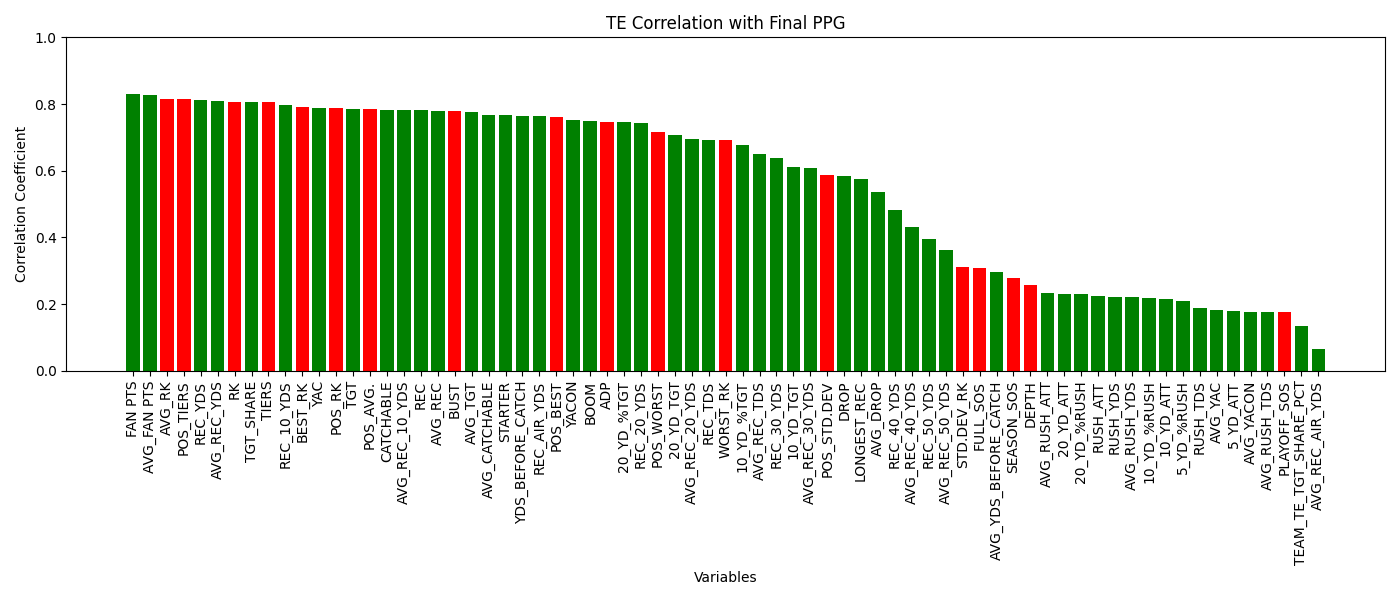 TE Correlation with Final PPG
1.0
0.8
0.6
0.4
0.2
0.0
Correlation Coefficient
FAN PTS
AVG_FAN PTS
AVG_RK
POS_TIERS
REC_YDS
AVG_REC_YDS
RK
TGT_SHARE
TIERS
REC_10_YDS
BEST_RK
YAC
POS_RK
TGT
POS_AVG.
CATCHABLE
AVG_REC_10_YDS
REC
AVG_REC
BUST
AVG_TGT
AVG_CATCHABLE
STARTER
YDS_BEFORE_CATCH
REC_AIR_YDS
POS_BEST
YACON
BOOM
ADP
20_YD_%TGT
REC_20_YDS
POS_WORST
20_YD_TGT
AVG_REC_20_YDS
REC_TDS
WORST_RK
10_YD_%TGT
AVG_REC_TDS
REC_30_YDS
10_YD_TGT
AVG_REC_30_YDS
POS_STD.DEV
DROP
LONGEST_REC
AVG_DROP
REC_40_YDS
AVG_REC_40_YDS
REC_50_YDS
AVG_REC_50_YDS
STD.DEV_RK
FULL_SOS
AVG_YDS_BEFORE_CATCH
SEASON_SOS
DEPTH
AVG_RUSH_ATT
20_YD_ATT
20_YD_%RUSH
RUSH_ATT
RUSH_YDS
AVG_RUSH_YDS
10_YD_%RUSH
10_YD_ATT
5_YD_%RUSH
RUSH_TDS
AVG_YAC
5_YD_ATT
AVG_YACON
AVG_RUSH_TDS
PLAYOFF_SOS
TEAM_TE_TGT_SHARE_PCT
AVG_REC_AIR_YDS
Variables